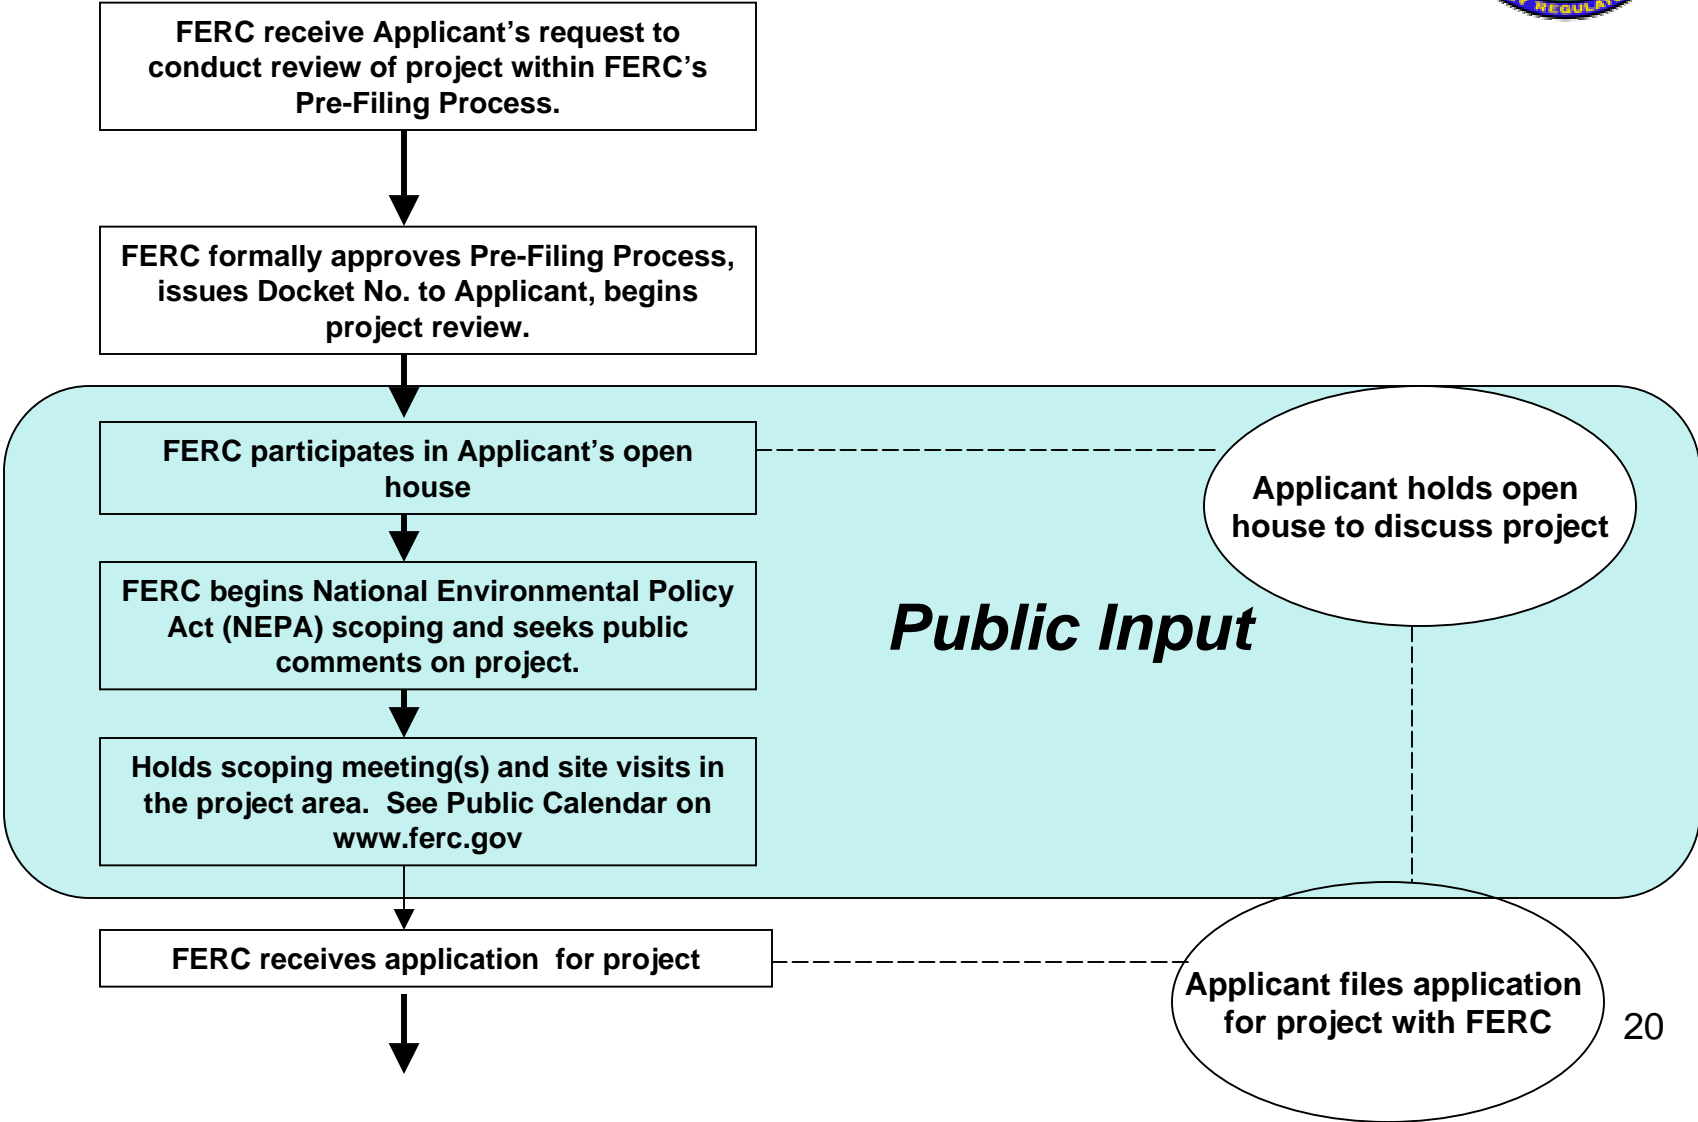 REGULAT
FERC receive Applicant’s request to
conduct review of project within FERC’s
Pre-Filing Process.
FERC formally approves Pre-Filing Process,
issues Docket No. to Applicant, begins
project review.
FERC participates in Applicant’s open
house
Applicant holds open
house to discuss project
FERC begins National Environmental Policy
Act (NEPA) scoping and seeks public
comments on project.
Public Input
Holds scoping meeting(s) and site visits in
the project area.  See Public Calendar on
www.ferc.gov
FERC receives application  for project
Applicant files application
for project with FERC
20